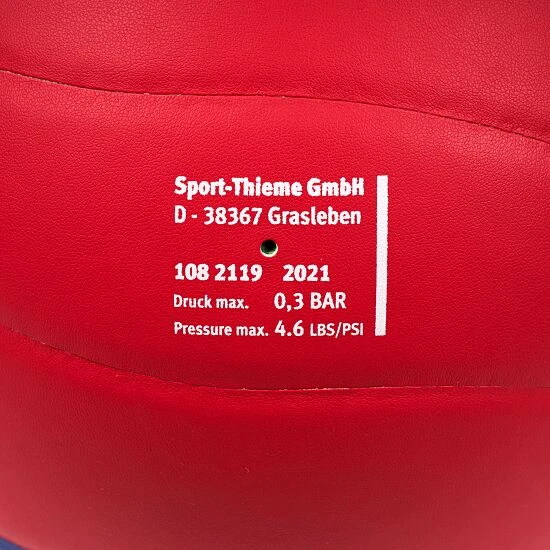 Sport-Thieme GmbH
D - 38367 Grasleben
108 2119 2021
Druck max. 0,3 BAR
Pressure max. 4.6 LBS/PSI